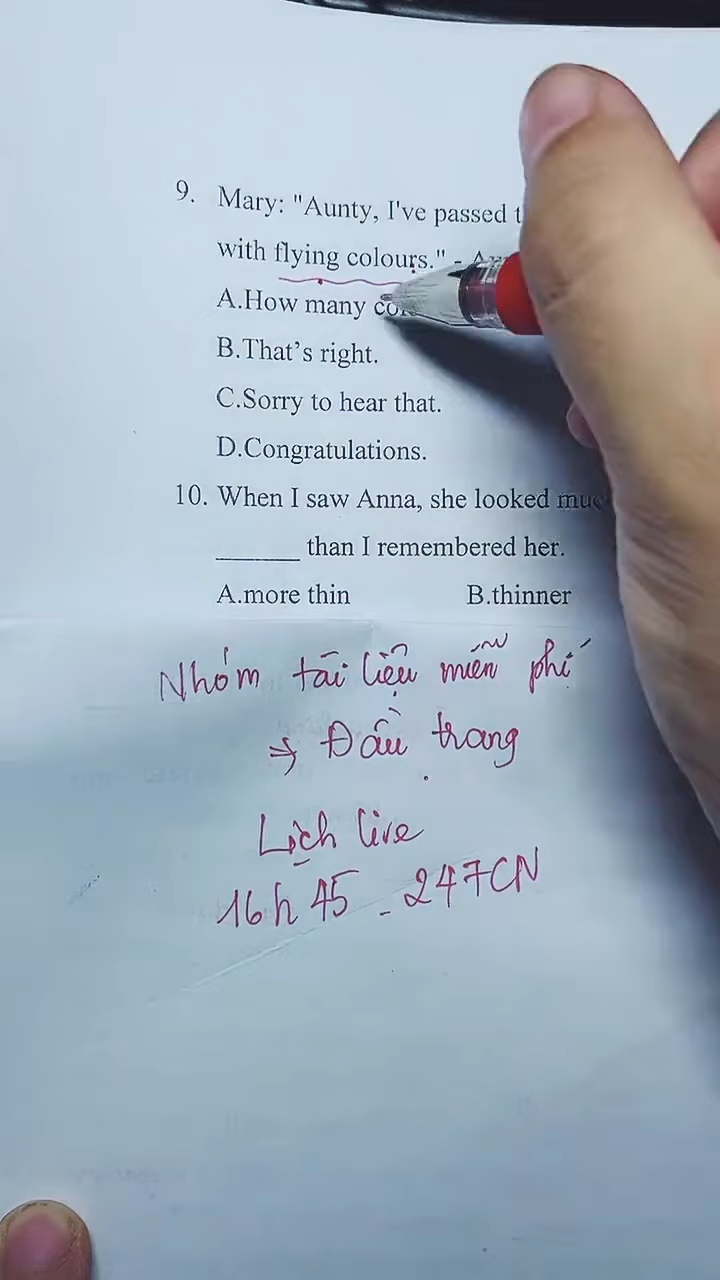 9. Mary: "Aunty, I've passed
with flying colours." -
A.How many
B.That's right.
C.Sorry to hear that.
D.Congratulations.
10. When I saw Anna, she looked
______ than I remembered her.
A.more thin B.thinner
Nhóm tài liệu miễn phí
→ Đầu trang
Lịch live
16h45 - 247CN